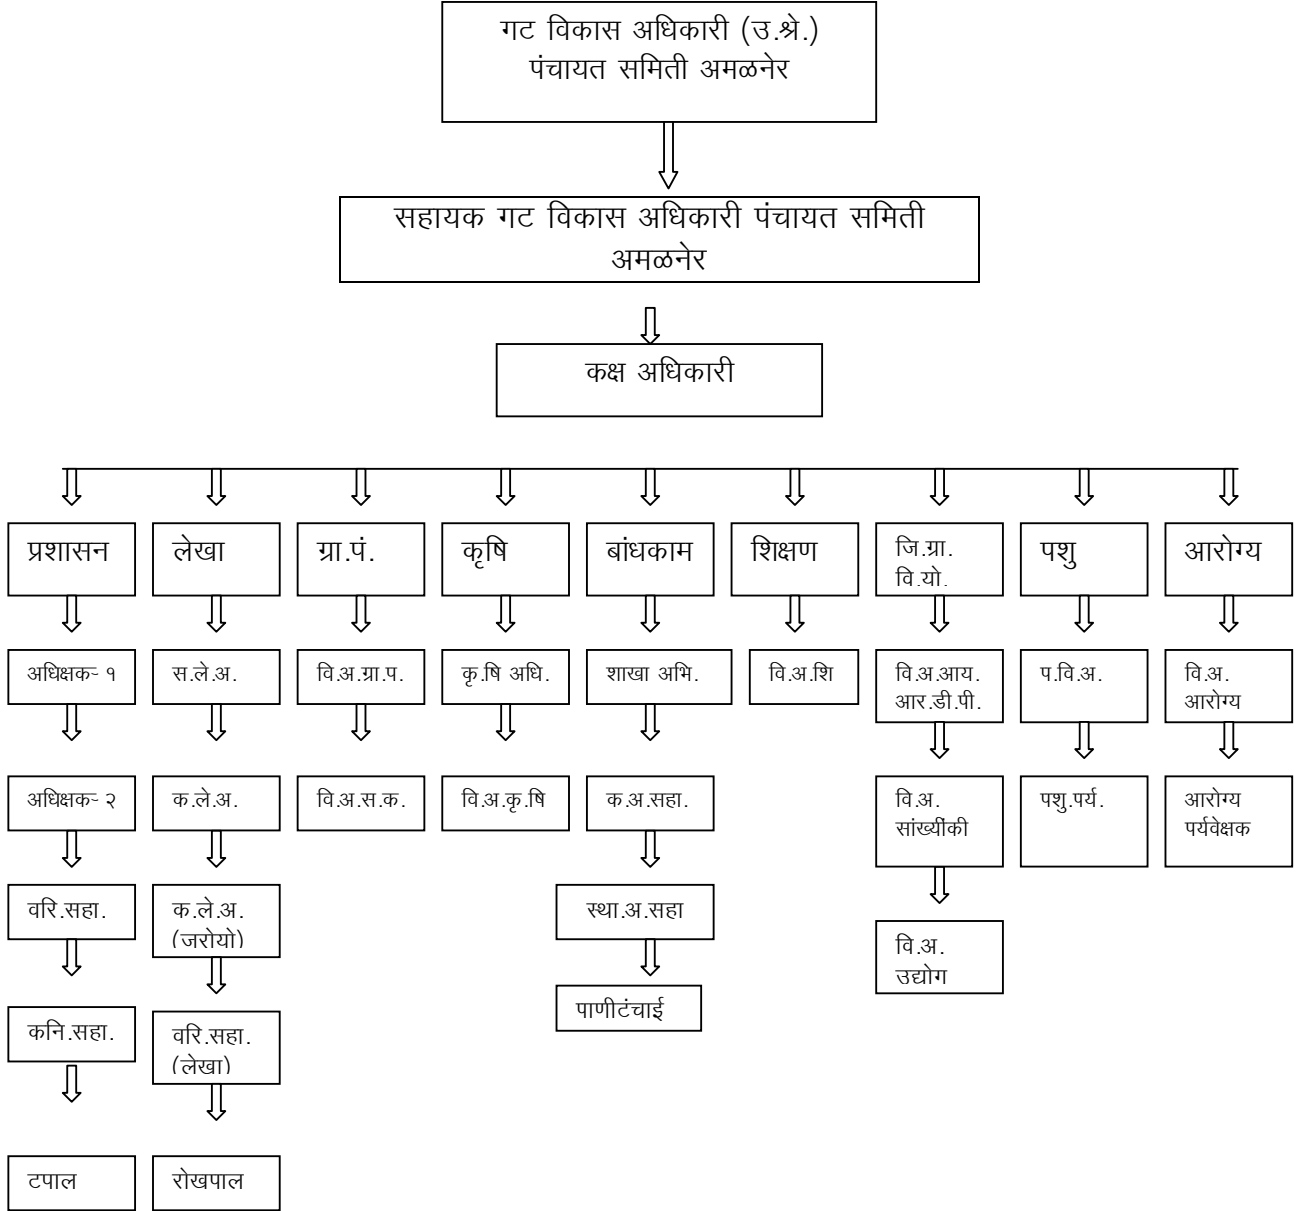 गट विकास अधिकारी (उ.श्रे.)
पंचायत समिती अमळनेर
सहायक गट विकास अधिकारी पंचायत समिती
अमळनेर
कक्ष अधिकारी
प्रशासन
लेखा
ग्रा.पं.
कृषि
बांधकाम
शिक्षण
जि.ग्रा.
वि.यो.
पशु
आरोग्य
अधिक्षक- १
स.ले.अ.
वि.अ.ग्रा.प.
कृ.षि अधि.
शाखा अभि.
वि.अ.शि
वि.अ.आय.
आर.डी.पी.
प.वि.अ.
वि.अ.
आरोग्य
अधिक्षक- २
क.ले.अ.
वि.अ.स.क.
वि.अ.कृ.षि
क.अ.सहा.
वि.अ.
सांख्यींकी
पशु.पर्य.
आरोग्य
पर्यवेक्षक
वरि.सहा.
क.ले.अ.
(जरोयो)
स्था.अ.सहा
वि.अ.
उद्योग
पाणीटंचाई
कनि.सहा.
वरि.सहा.
(लेखा)
टपाल
रोखपाल